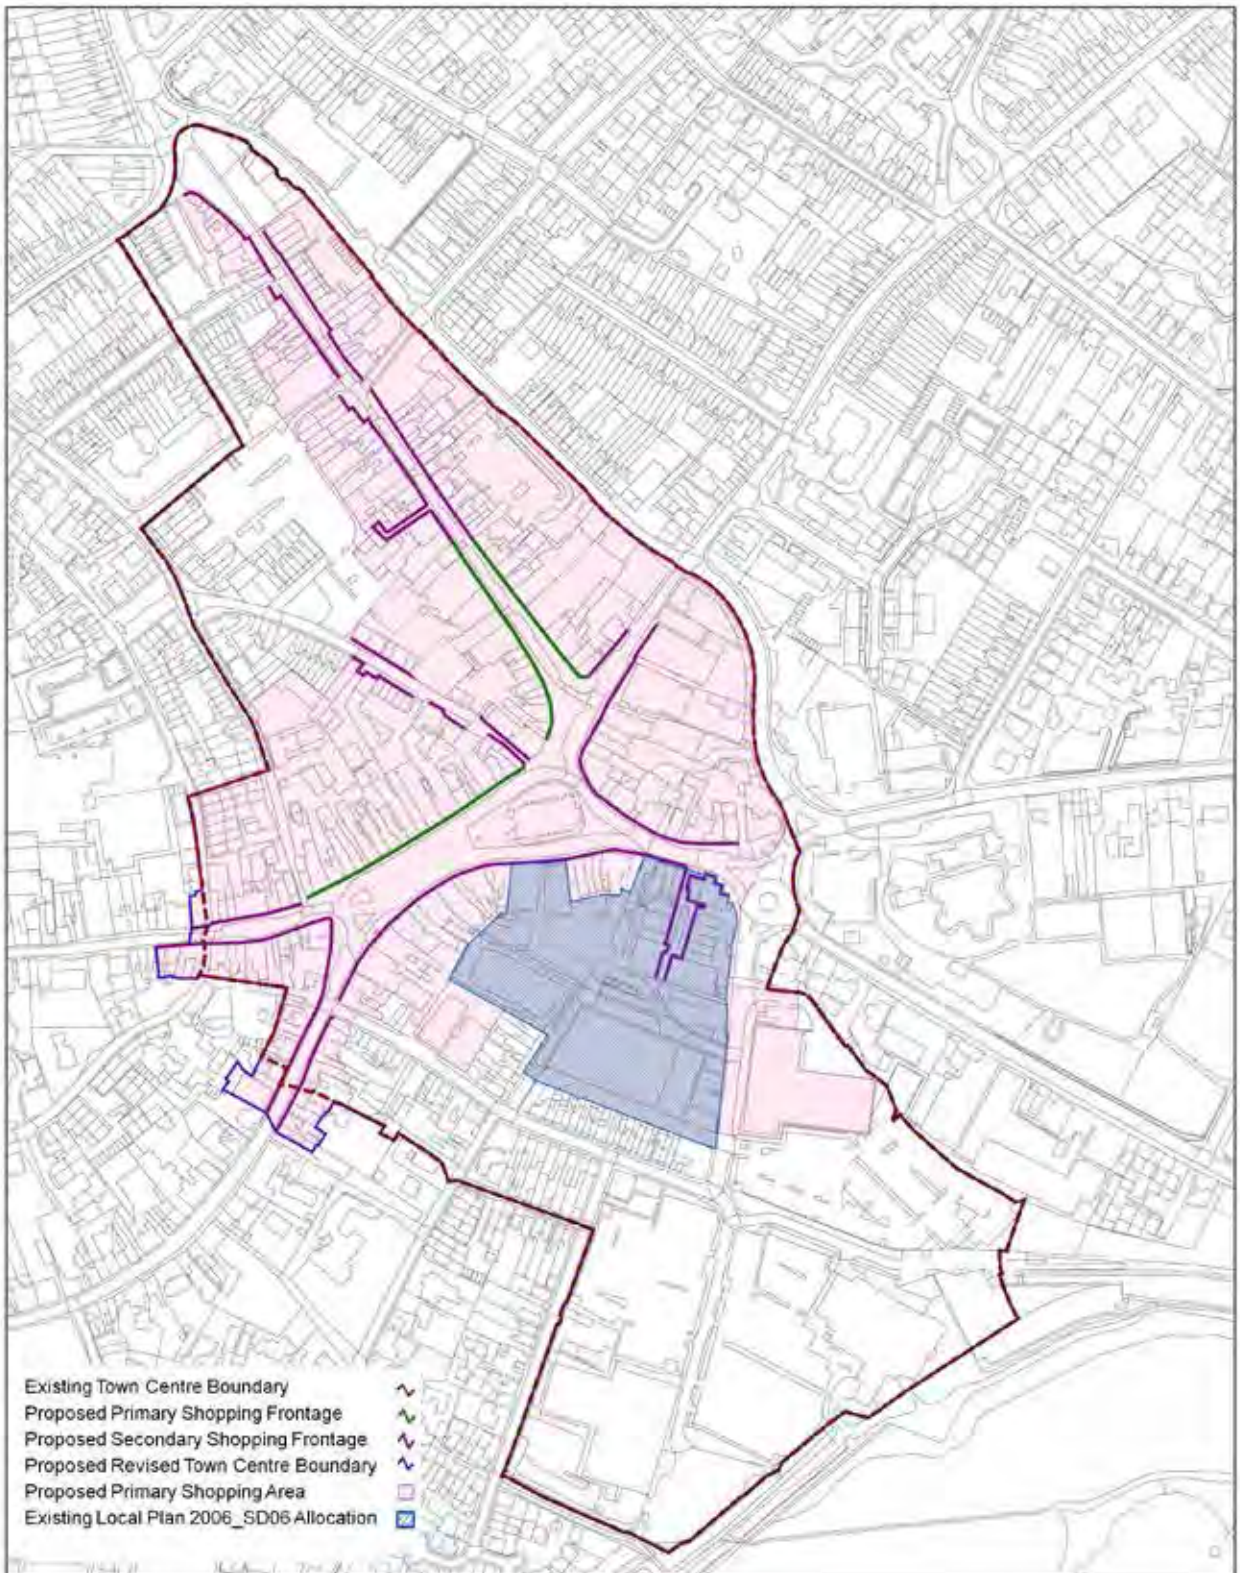 Existing Town Centre Boundary
Proposed Primary Shopping Frontage
Proposed Secondary Shopping Frontage
Proposed Revised Town Centre Boundary
Proposed Primary Shopping Area
Existing Local Plan 2006_SD06 Allocation